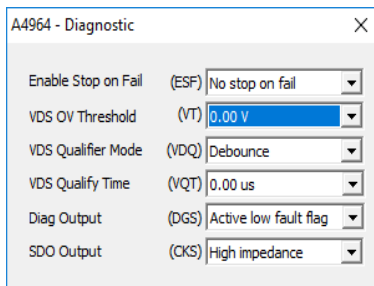 A4964 - Diagnostic
Enable Stop on Fail (ESF) No stop on fail
VDS OV Threshold (VT) 0.00 V
VDS Qualifier Mode (VDQ) Debounce
VDS Qualify Time (VQT) 0.00 us
Diag Output (DGS) Active low fault flag
SDO Output (CKS) High impedance